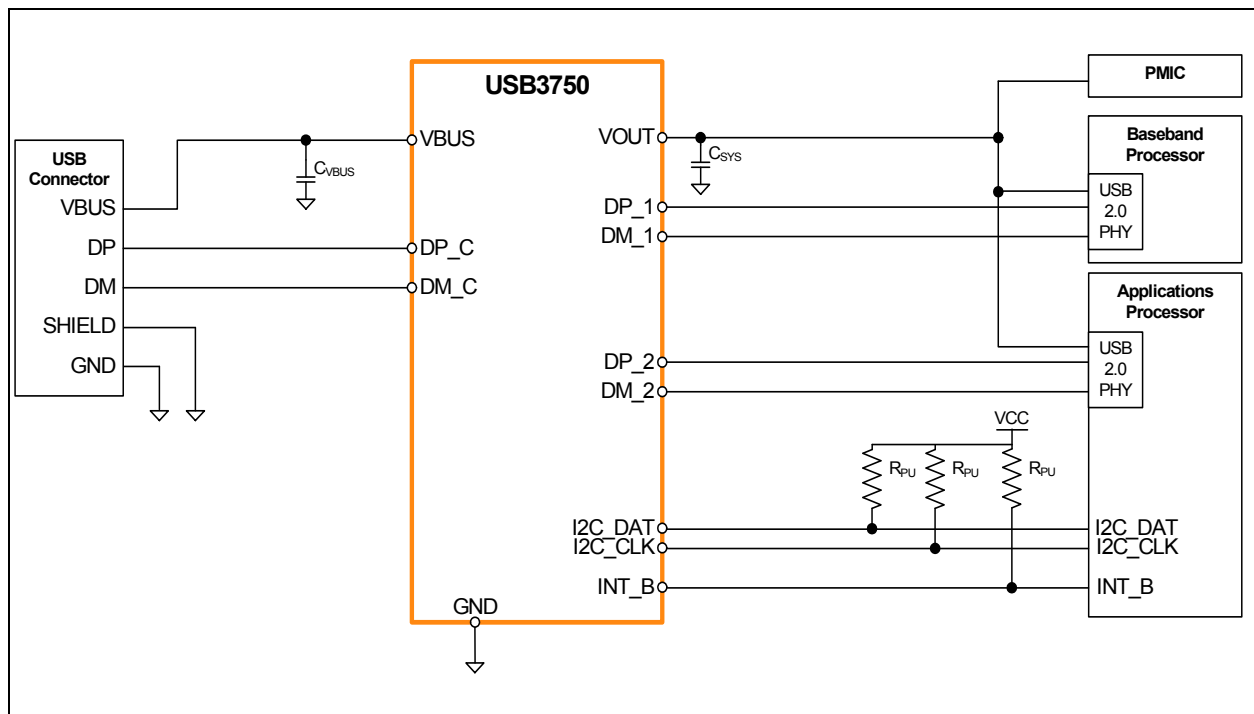 USB3750
PMIC
USB
Connector
VBUS
DP
DM
SHIELD
GND
CVBUS
VBUS
DP_C
DM_C
GND
VOUT
DP_1
DM_1
DP_2
DM_2
I2C_DAT
I2C_CLK
INT_B
CSYS
Baseband
Processor
USB
2.0
PHY
Applications
Processor
USB
2.0
PHY
VCC
RPU
RPU
RPU
I2C_DAT
I2C_CLK
INT_B